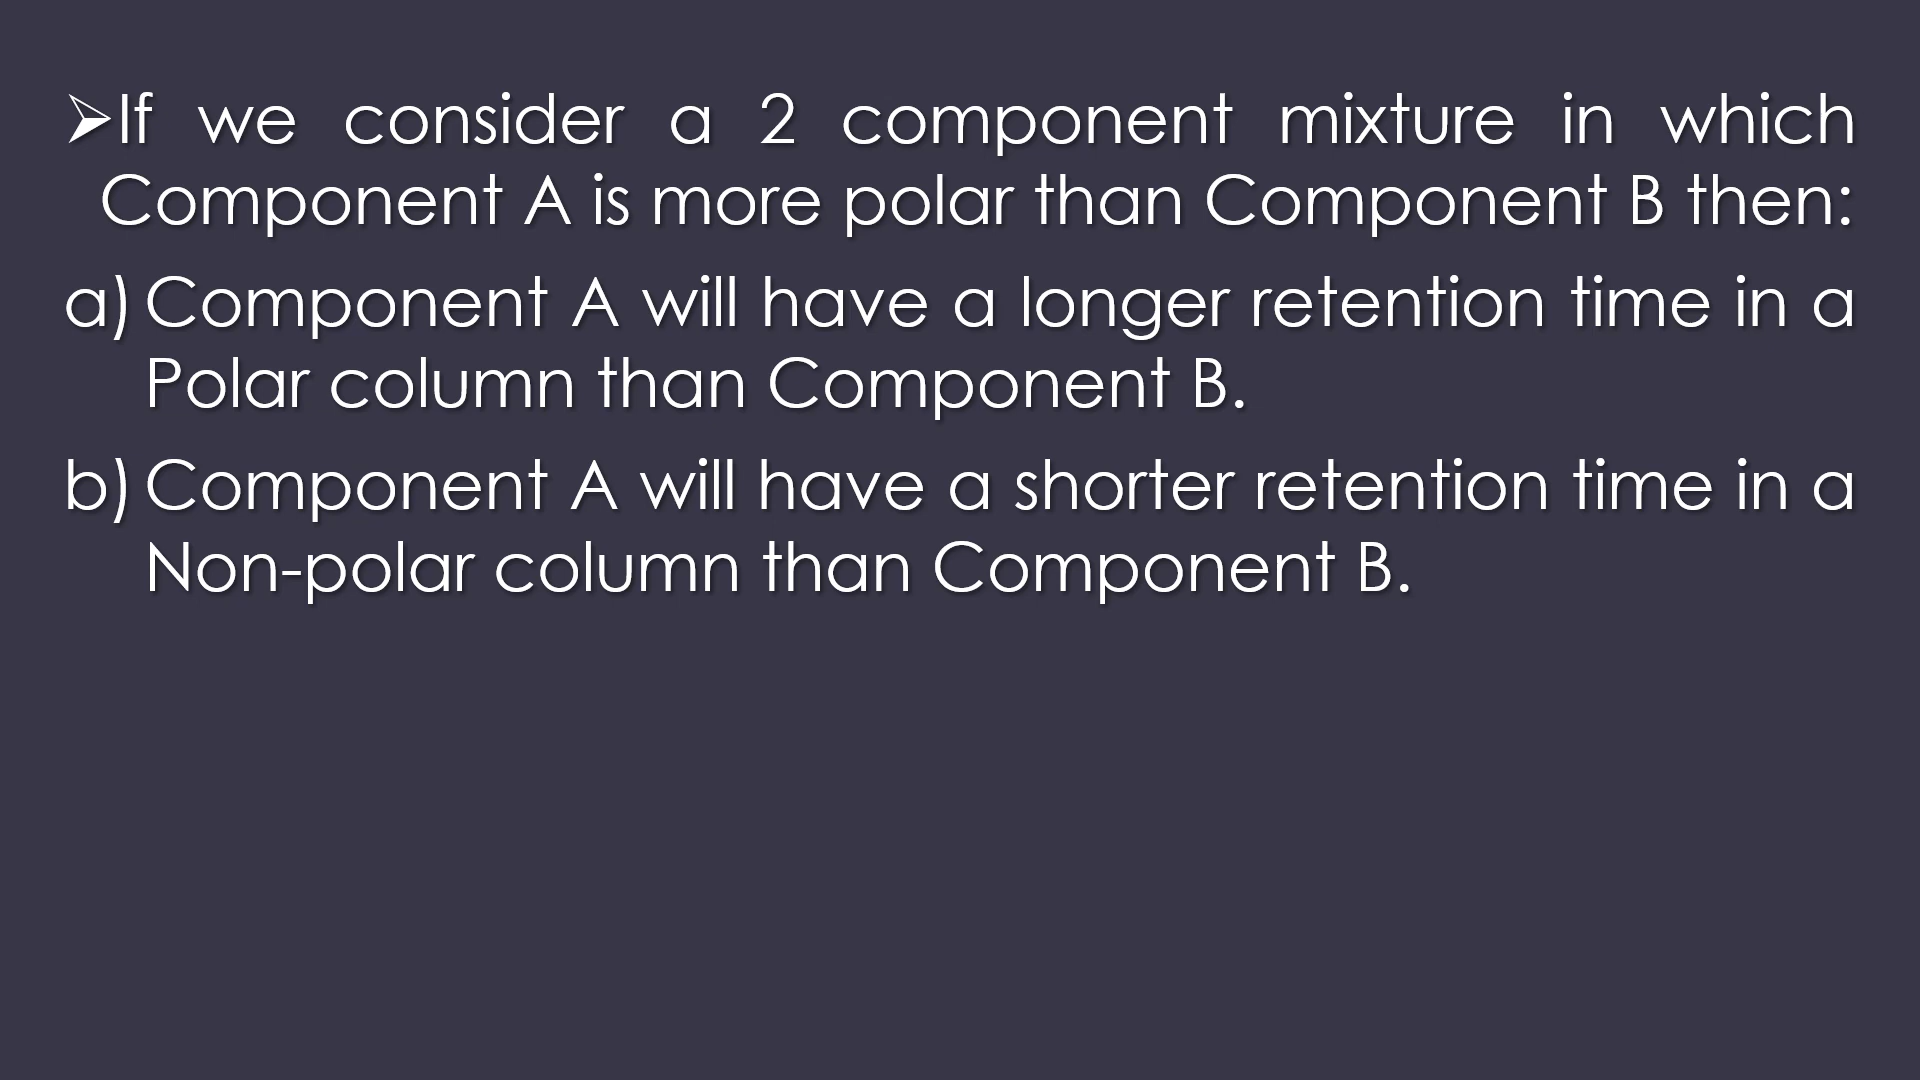 ➢If we consider a 2 component mixture in which
Component A is more polar than Component B then:
a) Component A will have a longer retention time in a
Polar column than Component B.
b) Component A will have a shorter retention time in a
Non-polar column than Component B.